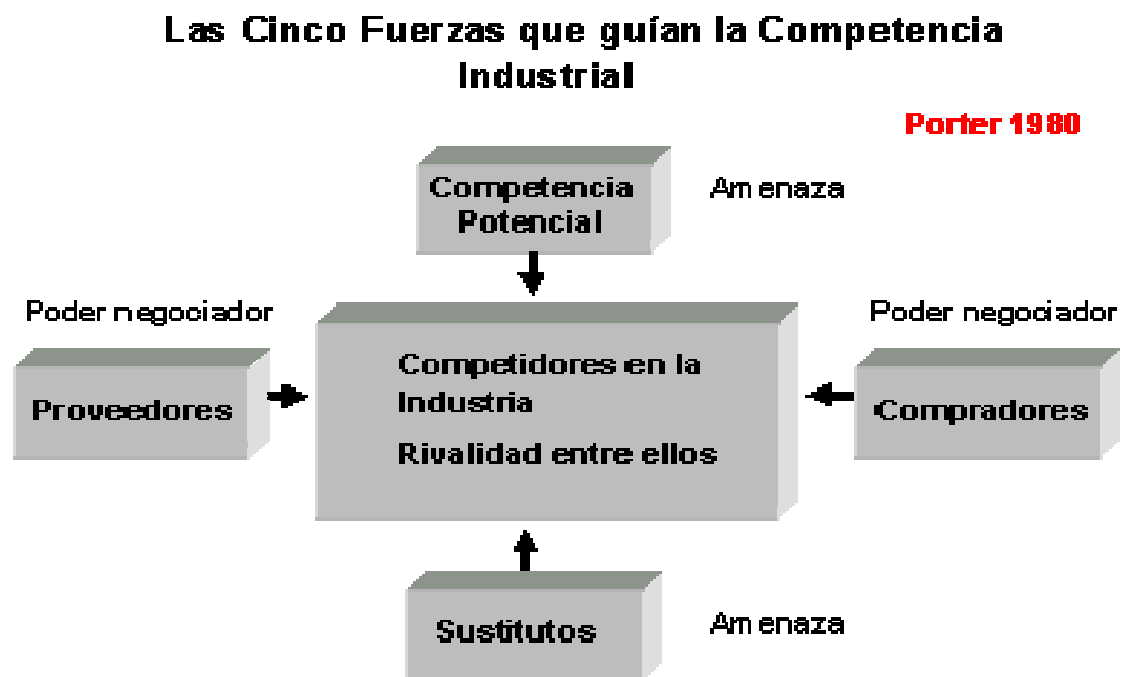 Las Cinco Fuerzas que guían la Competencia
Industrial
Porter 1980
Competencia
Potencial
Amenaza
Poder negociador
Poder negociador
Proveedores
Competidores en la
Industria
Rivalidad entre ellos
Compradores
Sustitutos
Amenaza